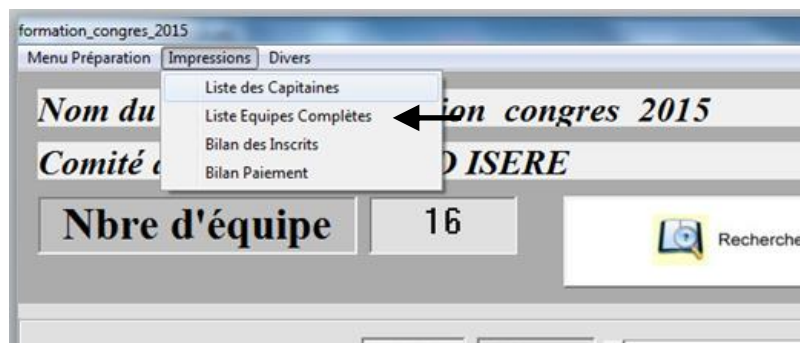 formation_congres_2015
Menu Préparation Impressions Divers
Liste des Capitaines
Liste Equipes Complètes
Bilan des Inscrits
Bilan Paiement
Nom du congres 2015
Comité ISERE
Nbre d'équipe 16
Recherche